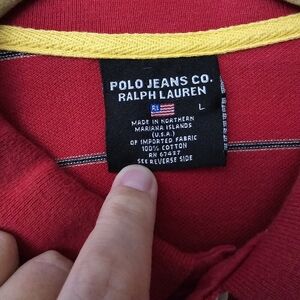 POLO JEANS CO.
RALPH LAUREN
L
MADE IN NORTHERN
MARIANA ISLANDS
(U.S.A.)
OF IMPORTED FABRIC
100% COTTON
RN 67427
SEE REVERSE SIDE